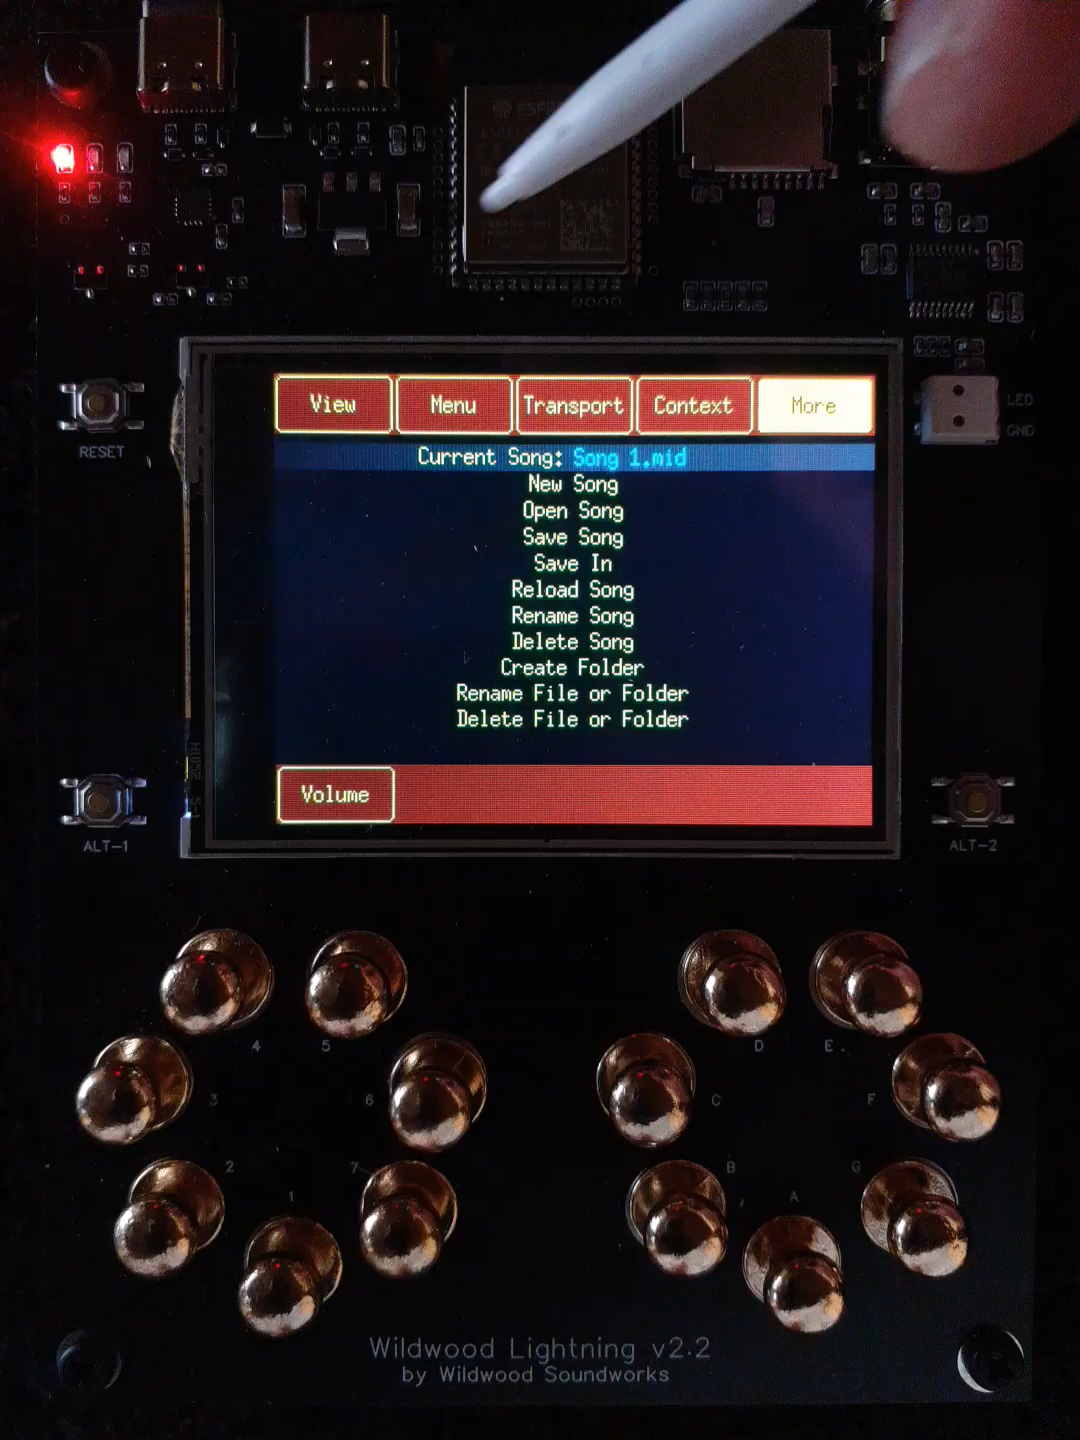 View Menu Transport Context More
Current Song: Song 1.mid
New Song
Open Song
Save Song
Save In
Reload Song
Rename Song
Delete Song
Create Folder
Rename File or Folder
Delete File or Folder
Volume
RESET
LED
GND
ALT-1
ALT-2
4 5 D E
3 6 C F
2 7 B G
1 A
Wildwood Lightning v2.2
by Wildwood Soundworks